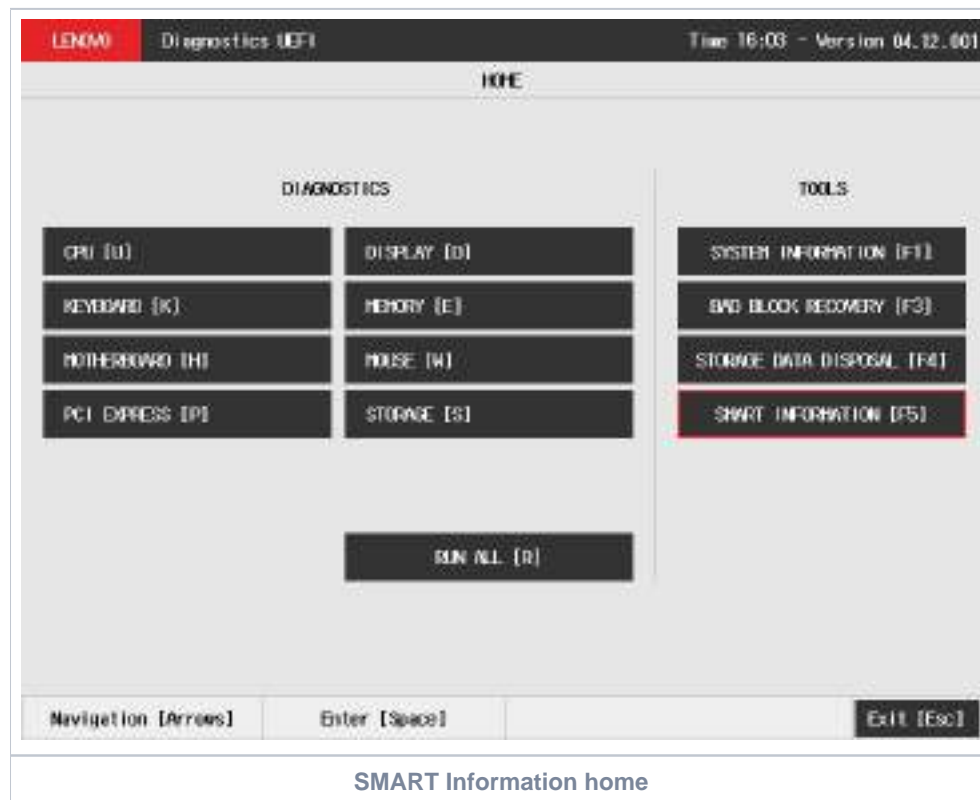 LENOVO Diagnostics UEFI Time 16:03 - Version 04.12.001
HOME
DIAGNOSTICS TOOLS
CPU [U] DISPLAY [D] SYSTEM INFORMATION [F1]
KEYBOARD [K] MEMORY [E] BAD BLOCK RECOVERY [F3]
MOTHERBOARD [H] MOUSE [W] STORAGE DATA DISPOSAL [F4]
PCI EXPRESS [P] STORAGE [S] SMART INFORMATION [F5]
RUN ALL [R]
Navigation [Arrows] Enter [Space] Exit [Esc]
SMART Information home